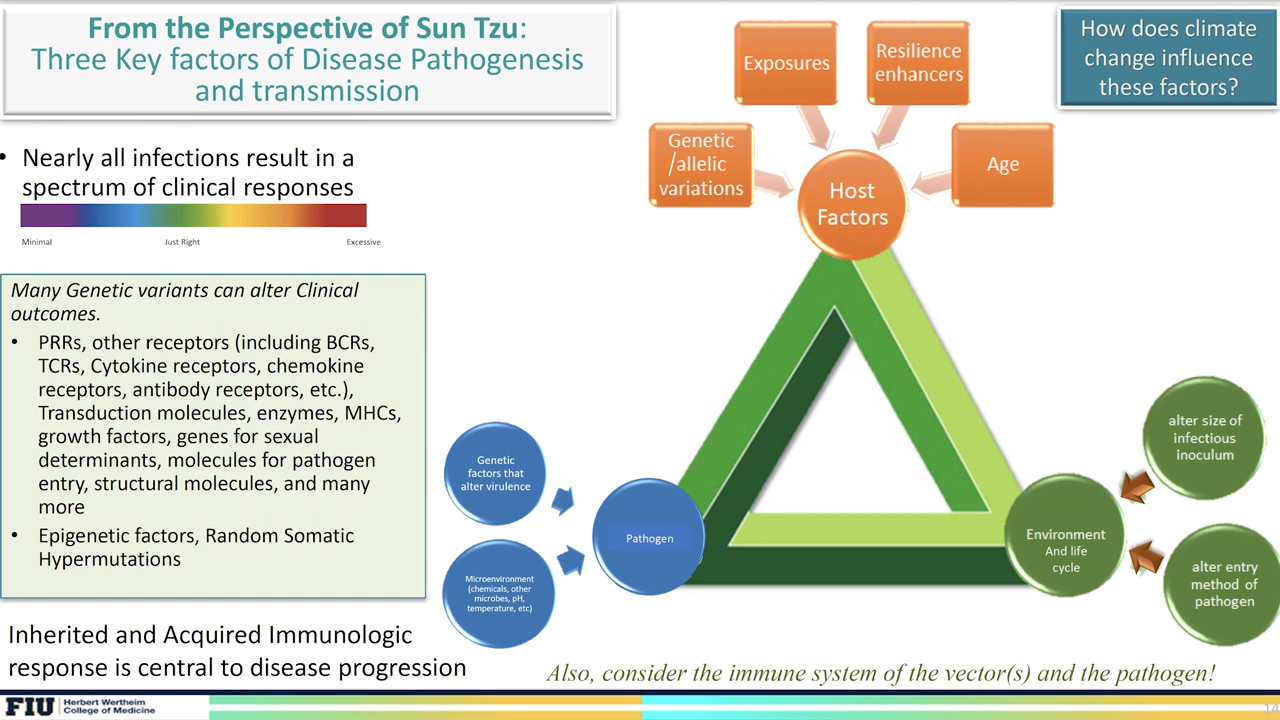 From the Perspective of Sun Tzu:
Three Key factors of Disease Pathogenesis
and transmission
How does climate
change influence
these factors?
Exposures
Resilience
enhancers
Genetic
/allelic
variations
Age
Host
Factors
• Nearly all infections result in a
spectrum of clinical responses
Minimal
Just Right
Excessive
Many Genetic variants can alter Clinical
outcomes.
• PRRs, other receptors (including BCRs,
TCRs, Cytokine receptors, chemokine
receptors, antibody receptors, etc.),
Transduction molecules, enzymes, MHCs,
growth factors, genes for sexual
determinants, molecules for pathogen
entry, structural molecules, and many
more
• Epigenetic factors, Random Somatic
Hypermutations
Genetic
factors that
alter virulence
Microenvironment
(chemicals, other
microbes, pH,
temperature, etc)
Pathogen
Environment
And life
cycle
alter size of
infectious
inoculum
alter entry
method of
pathogen
Inherited and Acquired Immunologic
response is central to disease progression
Also, consider the immune system of the vector(s) and the pathogen!
FIU
Herbert Wertheim
College of Medicine
14